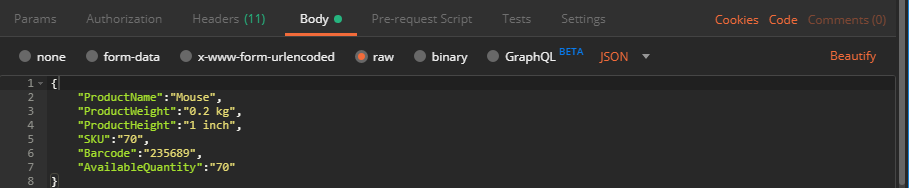 Params Authorization Headers (11) Body Pre-request Script Tests Settings Cookies Code Comments (0)
none form-data x-www-form-urlencoded raw binary GraphQL BETA JSON Beautify
1 {
2 "ProductName":"Mouse",
3 "ProductWeight":"0.2 kg",
4 "ProductHeight":"1 inch",
5 "SKU":"70",
6 "Barcode":"235689",
7 "AvailableQuantity":"70"
8 }